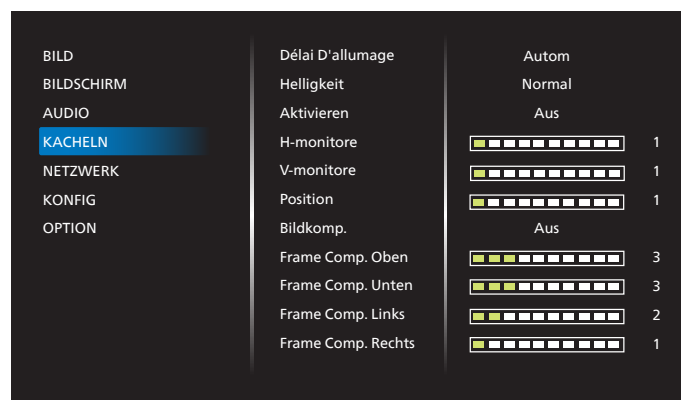 BILD
BILDSCHIRM
AUDIO
KACHELN
NETZWERK
KONFIG
OPTION
Délai D'allumage Autom
Helligkeit Normal
Aktivieren Aus
H-monitore 1
V-monitore 1
Position 1
Bildkomp. Aus
Frame Comp. Oben 3
Frame Comp. Unten 3
Frame Comp. Links 2
Frame Comp. Rechts 1